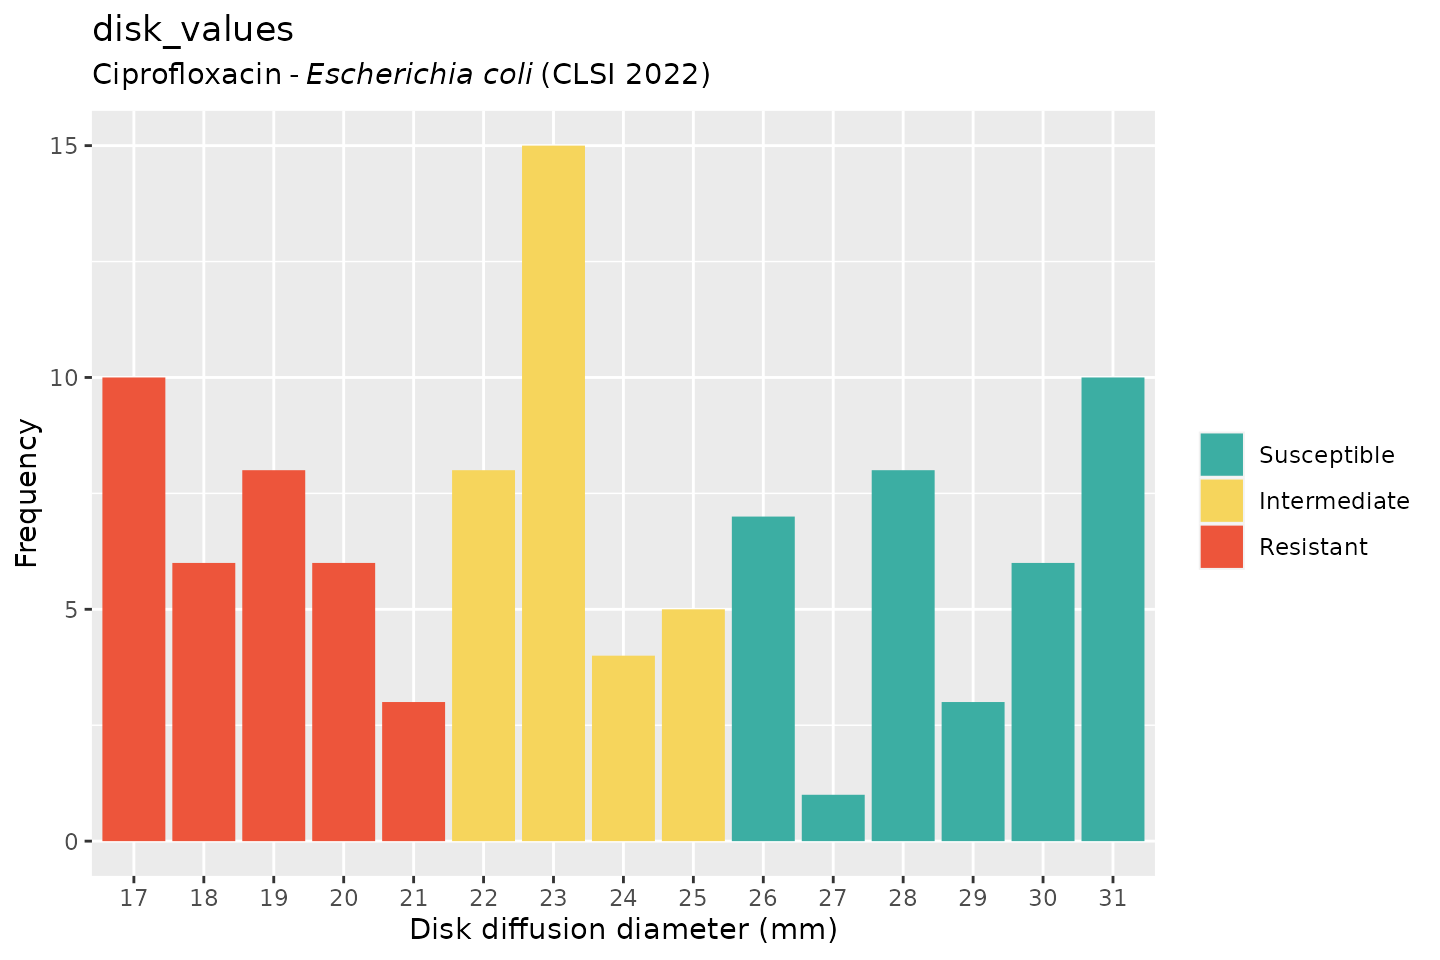 disk_values
Ciprofloxacin - Escherichia coli (CLSI 2022)
15
10
5
0
Frequency
17 18 19 20 21 22 23 24 25 26 27 28 29 30 31
Disk diffusion diameter (mm)
Susceptible
Intermediate
Resistant